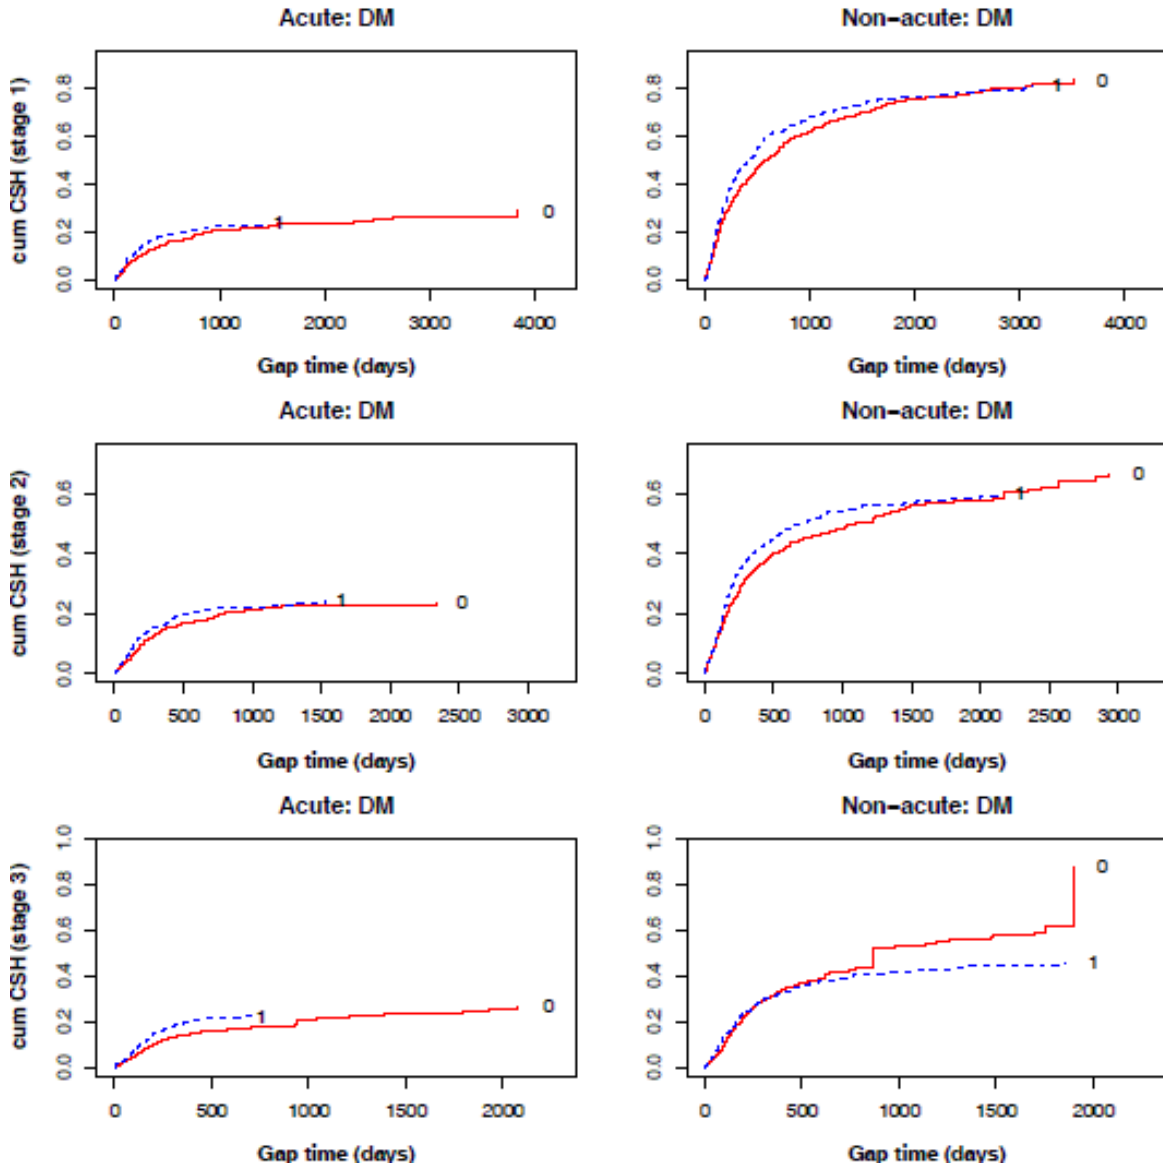 Acute: DM
Non-acute: DM
cum CSH (stage 1)
0.8
0.6
0.4
0.2
0.0
1
0
0 1000 2000 3000 4000
Gap time (days)
0.8
0.6
0.4
0.2
0.0
1
0
0 1000 2000 3000 4000
Gap time (days)
Acute: DM
Non-acute: DM
cum CSH (stage 2)
0.6
0.4
0.2
0.0
1
0
0 500 1000 1500 2000 2500 3000
Gap time (days)
0.6
0.4
0.2
0.0
1
0
0 500 1000 1500 2000 2500 3000
Gap time (days)
Acute: DM
Non-acute: DM
cum CSH (stage 3)
1.0
0.8
0.6
0.4
0.2
0.0
1
0
0 500 1000 1500 2000
Gap time (days)
1.0
0.8
0.6
0.4
0.2
0.0
0
1
0 500 1000 1500 2000
Gap time (days)